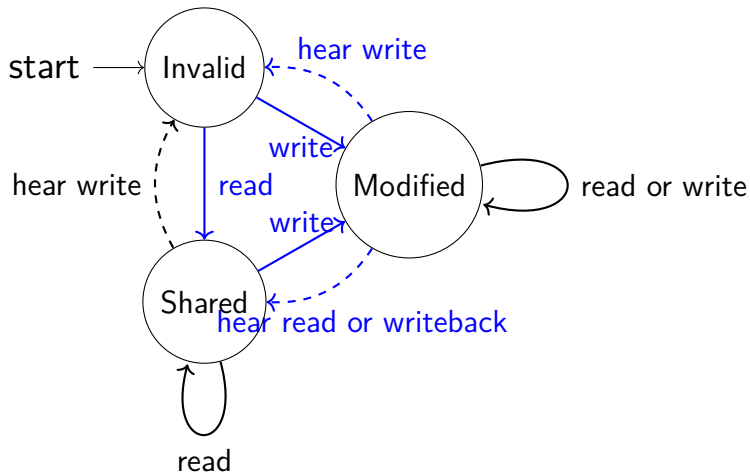 hear write
start
Invalid
write
hear write
read
Modified
read or write
write
Shared
hear read or writeback
read